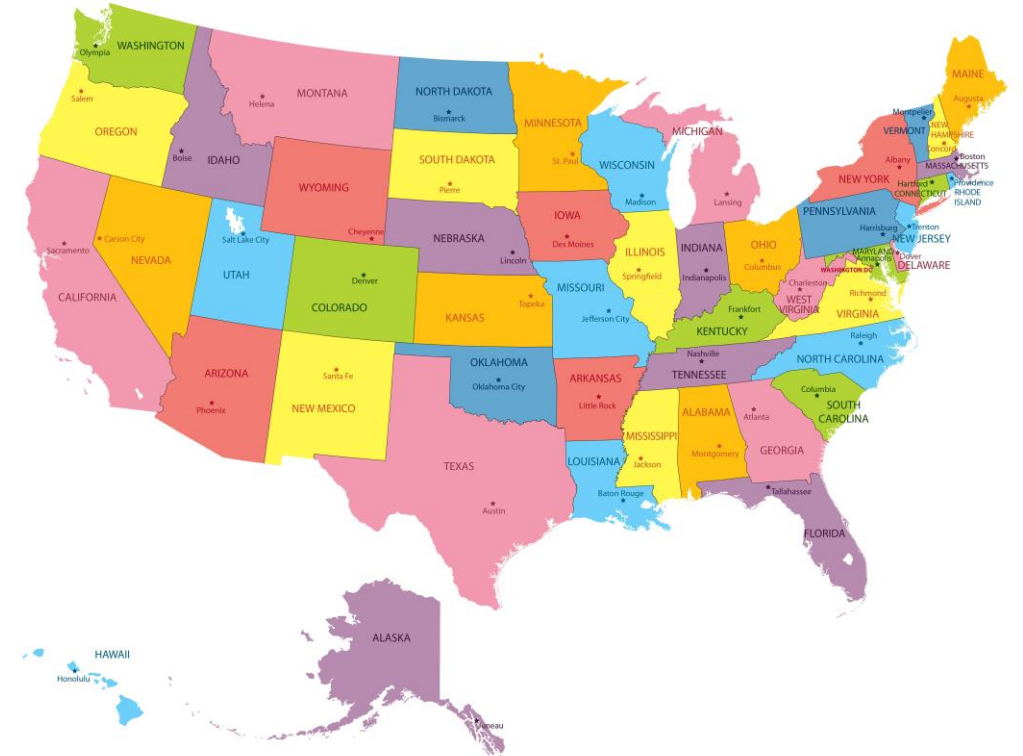 WASHINGTON
Olympia
MONTANA
Helena
NORTH DAKOTA
Bismarck
MINNESOTA
St. Paul
MAINE
Augusta
Salem
OREGON
IDAHO
Boise
SOUTH DAKOTA
Pierre
WISCONSIN
Madison
MICHIGAN
Lansing
Montpelier
VERMONT
NEW
HAMPSHIRE
Concord
Albany
NEW YORK
Boston
MASSACHUSETTS
Hartford
CONNECTICUT
Providence
RHODE
ISLAND
WYOMING
Cheyenne
IOWA
Des Moines
PENNSYLVANIA
Harrisburg
Trenton
NEW JERSEY
Carson City
NEVADA
Sacramento
CALIFORNIA
Salt Lake City
UTAH
Denver
COLORADO
NEBRASKA
Lincoln
ILLINOIS
Springfield
INDIANA
Indianapolis
OHIO
Columbus
MARYLAND
Annapolis
Dover
DELAWARE
WASHINGTON DC
Charleston
WEST
VIRGINIA
Richmond
VIRGINIA
KANSAS
Topeka
MISSOURI
Jefferson City
Frankfort
KENTUCKY
Raleigh
NORTH CAROLINA
ARIZONA
Phoenix
Santa Fe
NEW MEXICO
OKLAHOMA
Oklahoma City
ARKANSAS
Little Rock
Nashville
TENNESSEE
Columbia
SOUTH
CAROLINA
TEXAS
Austin
LOUISIANA
Baton Rouge
MISSISSIPPI
Jackson
ALABAMA
Montgomery
Atlanta
GEORGIA
Tallahassee
FLORIDA
ALASKA
Juneau
HAWAII
Honolulu